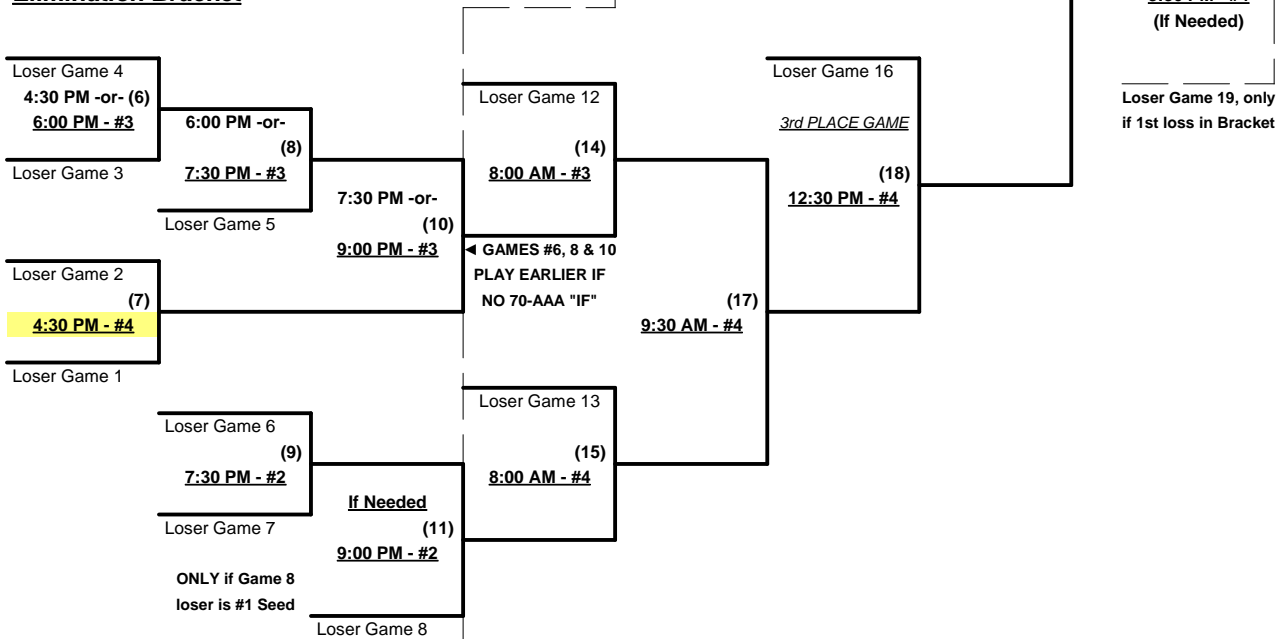 Elimination Bracket
(If Needed)
Loser Game 4
4:30 PM -or- (6)
6:00 PM - #3
Loser Game 3
6:00 PM -or-
(8)
7:30 PM - #3
Loser Game 5
7:30 PM -or-
(10)
9:00 PM - #3
Loser Game 2
(7)
4:30 PM - #4
Loser Game 1
Loser Game 12
(14)
8:00 AM - #3
◄ GAMES #6, 8 & 10
PLAY EARLIER IF
NO 70-AAA "IF"
Loser Game 16
3rd PLACE GAME
(18)
12:30 PM - #4
Loser Game 19, only
if 1st loss in Bracket
(17)
9:30 AM - #4
Loser Game 6
(9)
7:30 PM - #2
Loser Game 7
If Needed
(11)
9:00 PM - #2
ONLY if Game 8
loser is #1 Seed
Loser Game 8
Loser Game 13
(15)
8:00 AM - #4